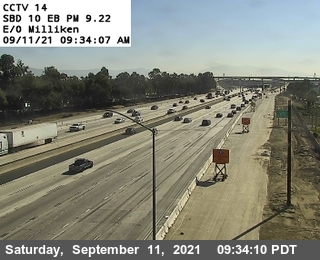 CCTV 14
SBD 10 EB PM 9.22
E/O Milliken
09/11/21 09:34:07 AM
Saturday, September 11, 2021 09:34:10 PDT